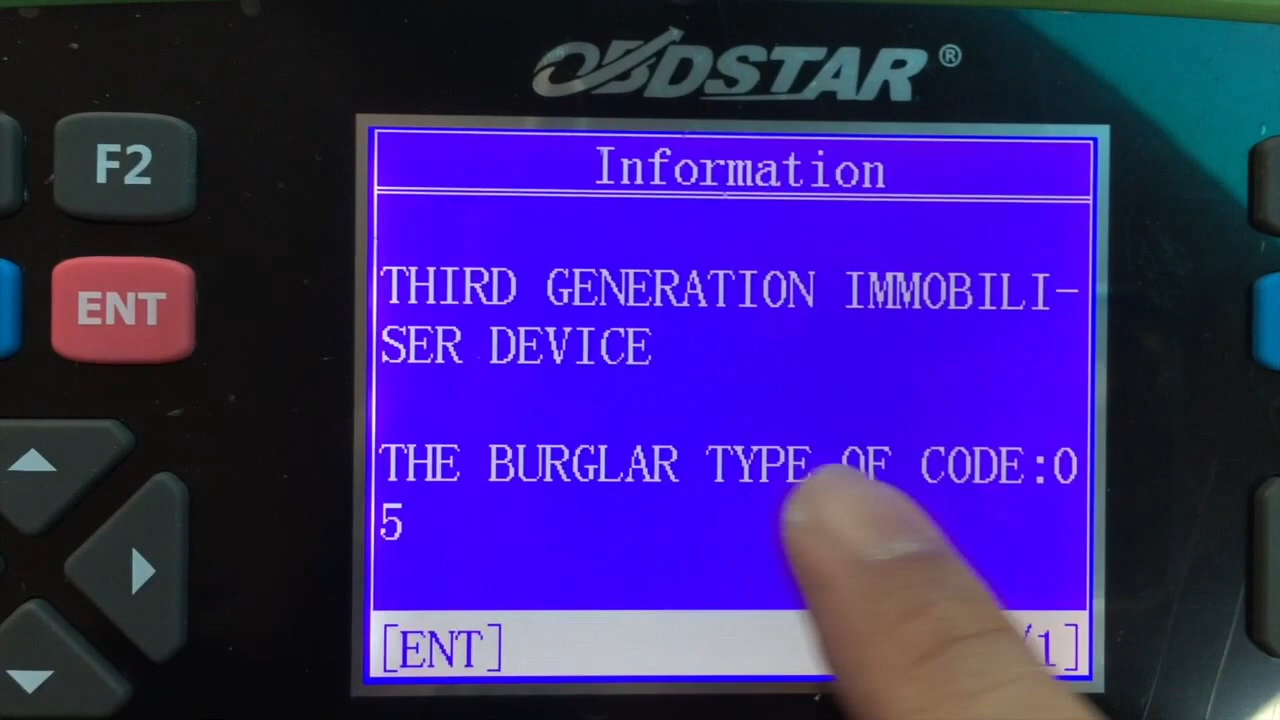 OBDSTAR®
F2
Information
ENT
THIRD GENERATION IMMOBILI-
SER DEVICE
THE BURGLAR TYPE OF CODE:0
5
[ENT]
/1]